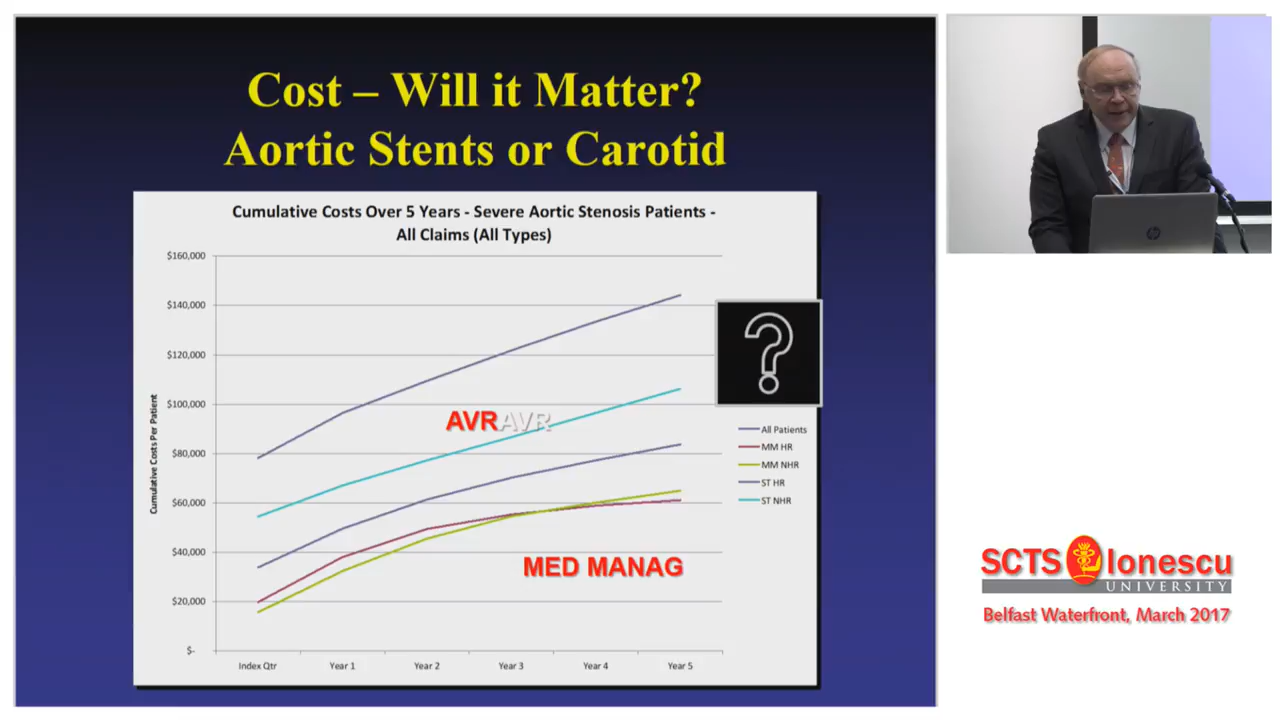 Cost – Will it Matter?
Aortic Stents or Carotid
Cumulative Costs Over 5 Years - Severe Aortic Stenosis Patients -
All Claims (All Types)
Cumulative Costs Per Patient
$160,000
$140,000
$120,000
$100,000
$80,000
$60,000
$40,000
$20,000
$-
Index Qtr
Year 1
Year 2
Year 3
Year 4
Year 5
AVR AVR
MED MANAG
?
All Patients
MM HR
MM NHR
ST HR
ST NHR
hp
SCTS Ionescu
UNIVERSITY
Belfast Waterfront, March 2017